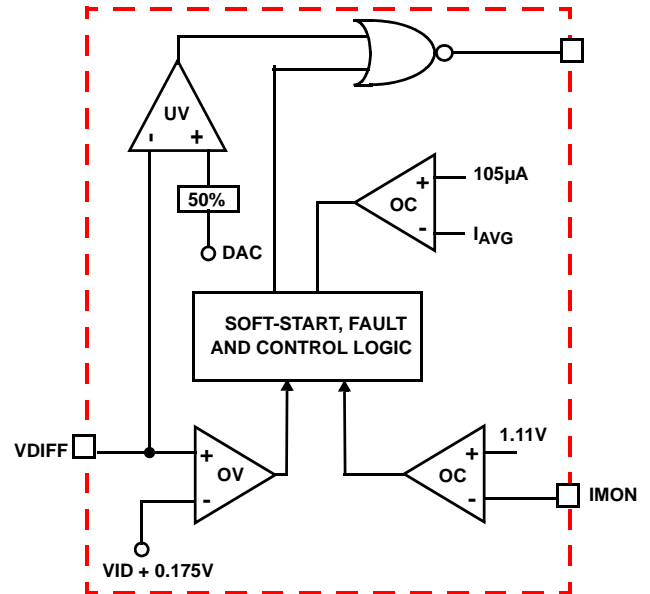 UV
- +
50%
DAC
+ 105µA
OC
- IAVG
SOFT-START, FAULT
AND CONTROL LOGIC
VDIFF
+
OV
-
VID + 0.175V
1.11V
+
OC
-
IMON